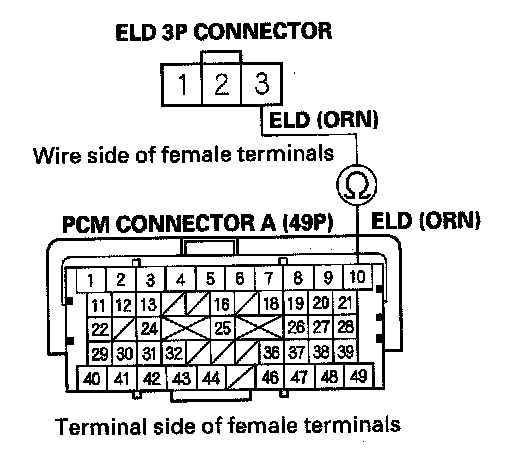 ELD 3P CONNECTOR
1 2 3
ELD (ORN)
Wire side of female terminals
Ω
PCM CONNECTOR A (49P)
ELD (ORN)
1 2 3 4 5 6 7 8 9 10
11 12 13 16 18 19 20 21
22 24 25 26 27 28
29 30 31 32 36 37 38 39
40 41 42 43 44 46 47 48 49
Terminal side of female terminals